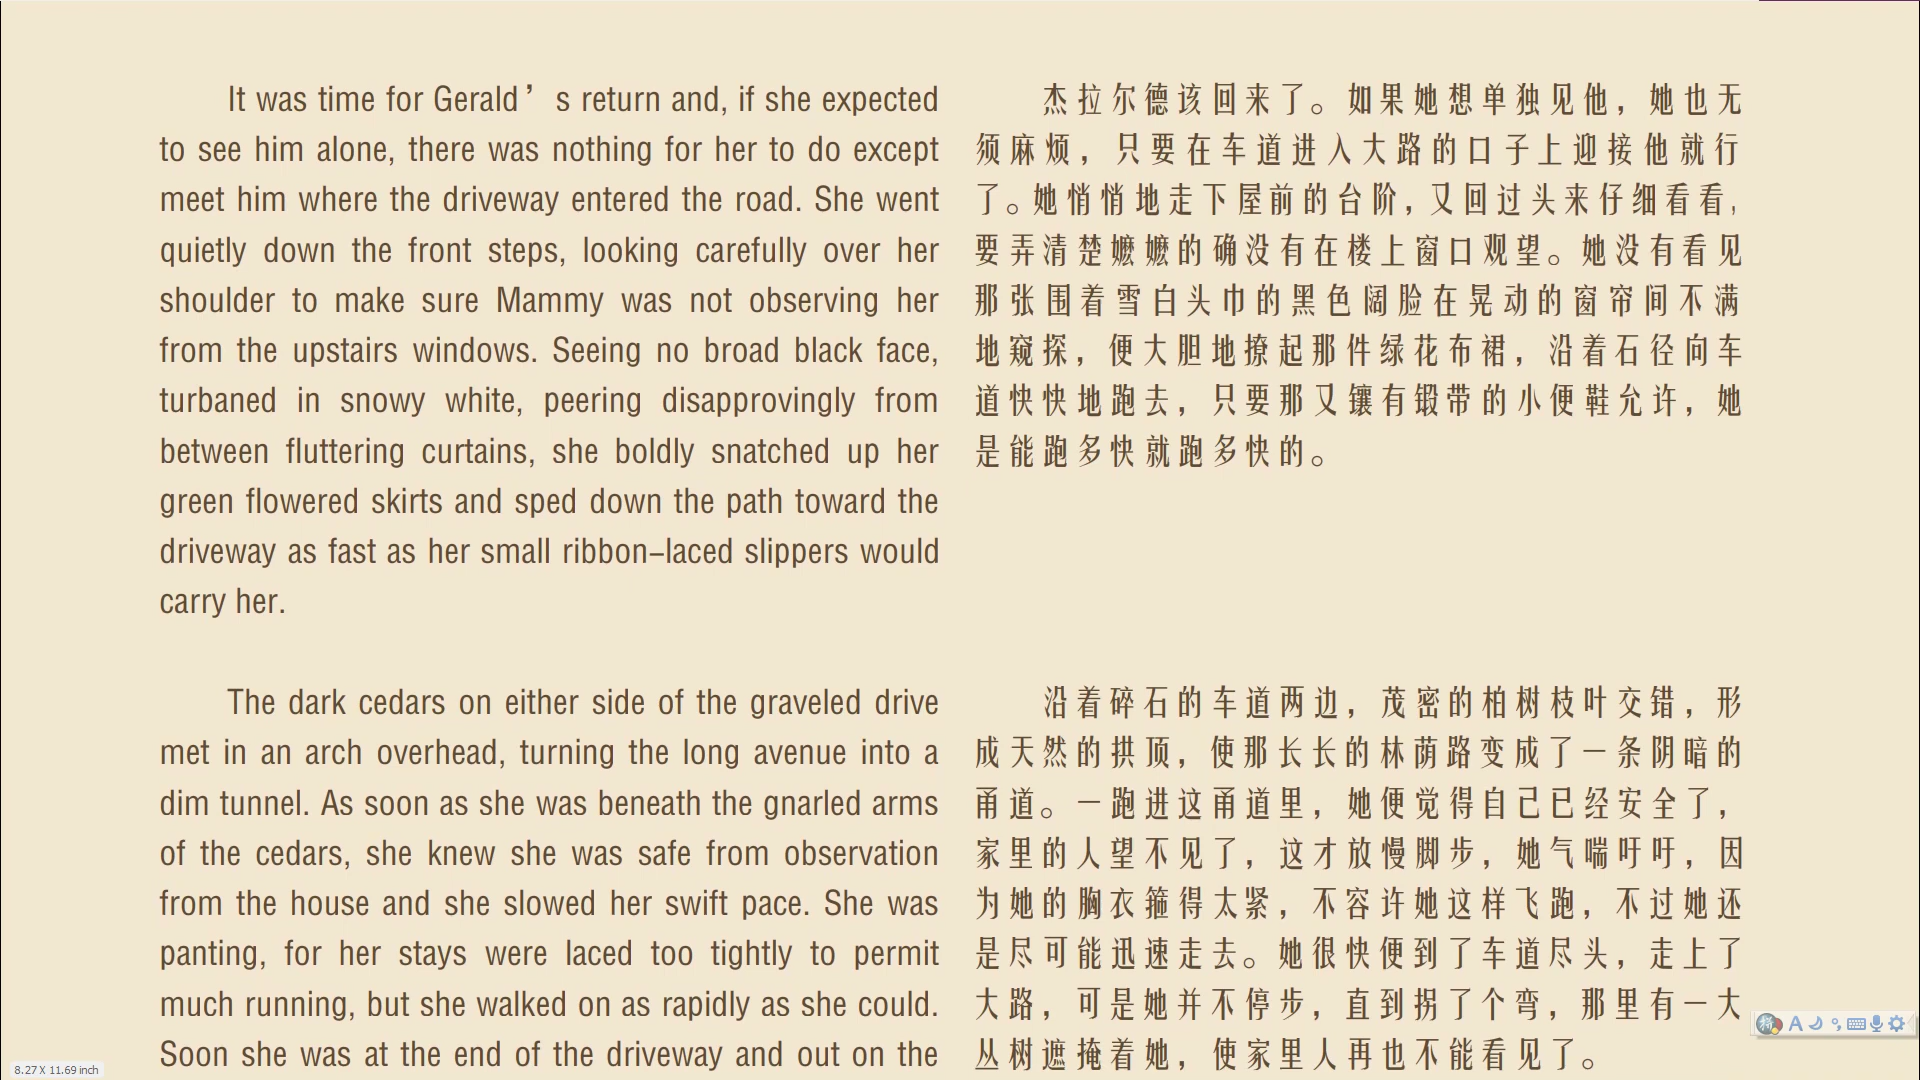 It was time for Gerald’s return and, if she expected
to see him alone, there was nothing for her to do except
meet him where the driveway entered the road. She went
quietly down the front steps, looking carefully over her
shoulder to make sure Mammy was not observing her
from the upstairs windows. Seeing no broad black face,
turbaned in snowy white, peering disapprovingly from
between fluttering curtains, she boldly snatched up her
green flowered skirts and sped down the path toward the
driveway as fast as her small ribbon-laced slippers would
carry her.
杰拉尔德该回来了。如果她想单独见他，她也无
须麻烦，只要在车道进入大路的口子上迎接他就行
了。她悄悄地走下屋前的台阶，又回过头来仔细看看，
要弄清楚嬷嬷的确没有在楼上窗口观望。她没有看见
那张围着雪白头巾的黑色阔脸在晃动的窗帘间不满
地窥探，便大胆地撩起那件绿花布裙，沿着石径向车
道快快地跑去，只要那又镶有锻带的小便鞋允许，她
是能跑多快就跑多快的。
The dark cedars on either side of the graveled drive
met in an arch overhead, turning the long avenue into a
dim tunnel. As soon as she was beneath the gnarled arms
of the cedars, she knew she was safe from observation
from the house and she slowed her swift pace. She was
panting, for her stays were laced too tightly to permit
much running, but she walked on as rapidly as she could.
Soon she was at the end of the driveway and out on the
沿着碎石的车道两边，茂密的柏树枝叶交错，形
成天然的拱顶，使那长长的林荫路变成了一条阴暗的
甬道。一跑进这甬道里，她便觉得自己已经安全了，
家里的人望不见了，这才放慢脚步，她气喘吁吁，因
为她的胸衣箍得太紧，不容许她这样飞跑，不过她还
是尽可能迅速走去。她很快便到了车道尽头，走上了
大路，可是她并不停步，直到拐了个弯，那里有一大
丛树遮掩着她，使家里人再也不能看见了。
8.27 X 11.69 inch